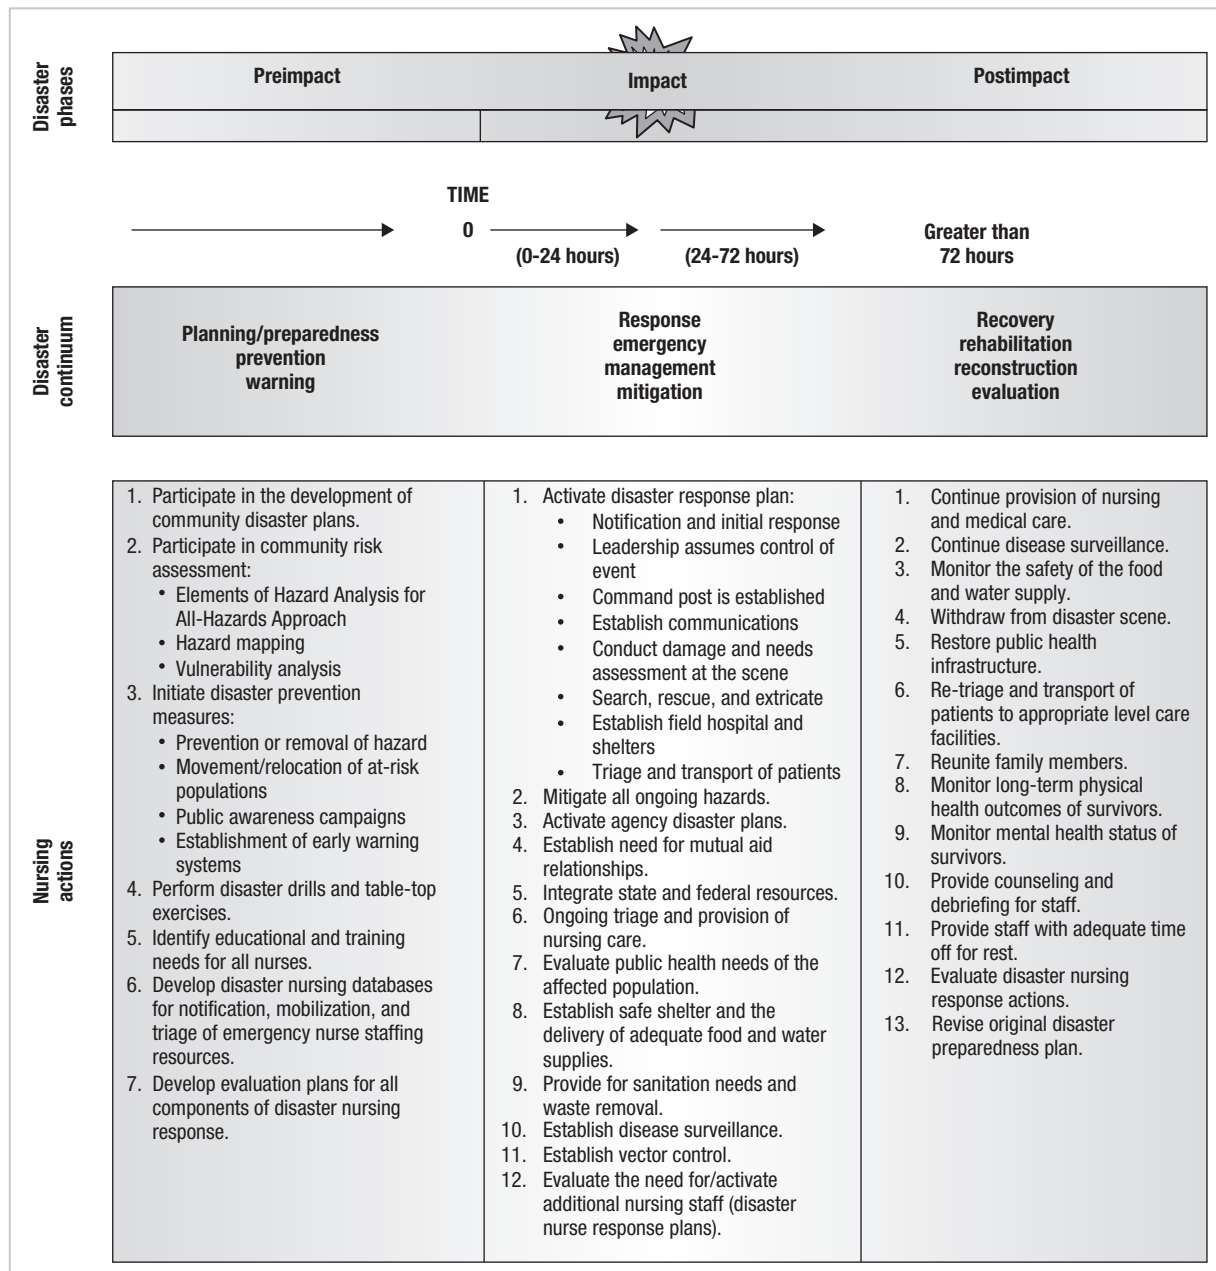 Disaster
phases
Preimpact
Impact
Postimpact
TIME
0
(0-24 hours)
(24-72 hours)
Greater than
72 hours
Disaster
continuum
Planning/preparedness
prevention
warning
Response
emergency
management
mitigation
Recovery
rehabilitation
reconstruction
evaluation
Nursing
actions
1. Participate in the development of
community disaster plans.
2. Participate in community risk
assessment:
• Elements of Hazard Analysis for
All-Hazards Approach
• Hazard mapping
• Vulnerability analysis
3. Initiate disaster prevention
measures:
• Prevention or removal of hazard
• Movement/relocation of at-risk
populations
• Public awareness campaigns
• Establishment of early warning
systems
4. Perform disaster drills and table-top
exercises.
5. Identify educational and training
needs for all nurses.
6. Develop disaster nursing databases
for notification, mobilization, and
triage of emergency nurse staffing
resources.
7. Develop evaluation plans for all
components of disaster nursing
response.
1. Activate disaster response plan:
• Notification and initial response
• Leadership assumes control of
event
• Command post is established
• Establish communications
• Conduct damage and needs
assessment at the scene
• Search, rescue, and extricate
• Establish field hospital and
shelters
• Triage and transport of patients
2. Mitigate all ongoing hazards.
3. Activate agency disaster plans.
4. Establish need for mutual aid
relationships.
5. Integrate state and federal resources.
6. Ongoing triage and provision of
nursing care.
7. Evaluate public health needs of the
affected population.
8. Establish safe shelter and the
delivery of adequate food and water
supplies.
9. Provide for sanitation needs and
waste removal.
10. Establish disease surveillance.
11. Establish vector control.
12. Evaluate the need for/activate
additional nursing staff (disaster
nurse response plans).
1. Continue provision of nursing
and medical care.
2. Continue disease surveillance.
3. Monitor the safety of the food
and water supply.
4. Withdraw from disaster scene.
5. Restore public health
infrastructure.
6. Re-triage and transport of
patients to appropriate level care
facilities.
7. Reunite family members.
8. Monitor long-term physical
health outcomes of survivors.
9. Monitor mental health status of
survivors.
10. Provide counseling and
debriefing for staff.
11. Provide staff with adequate time
off for rest.
12. Evaluate disaster nursing
response actions.
13. Revise original disaster
preparedness plan.